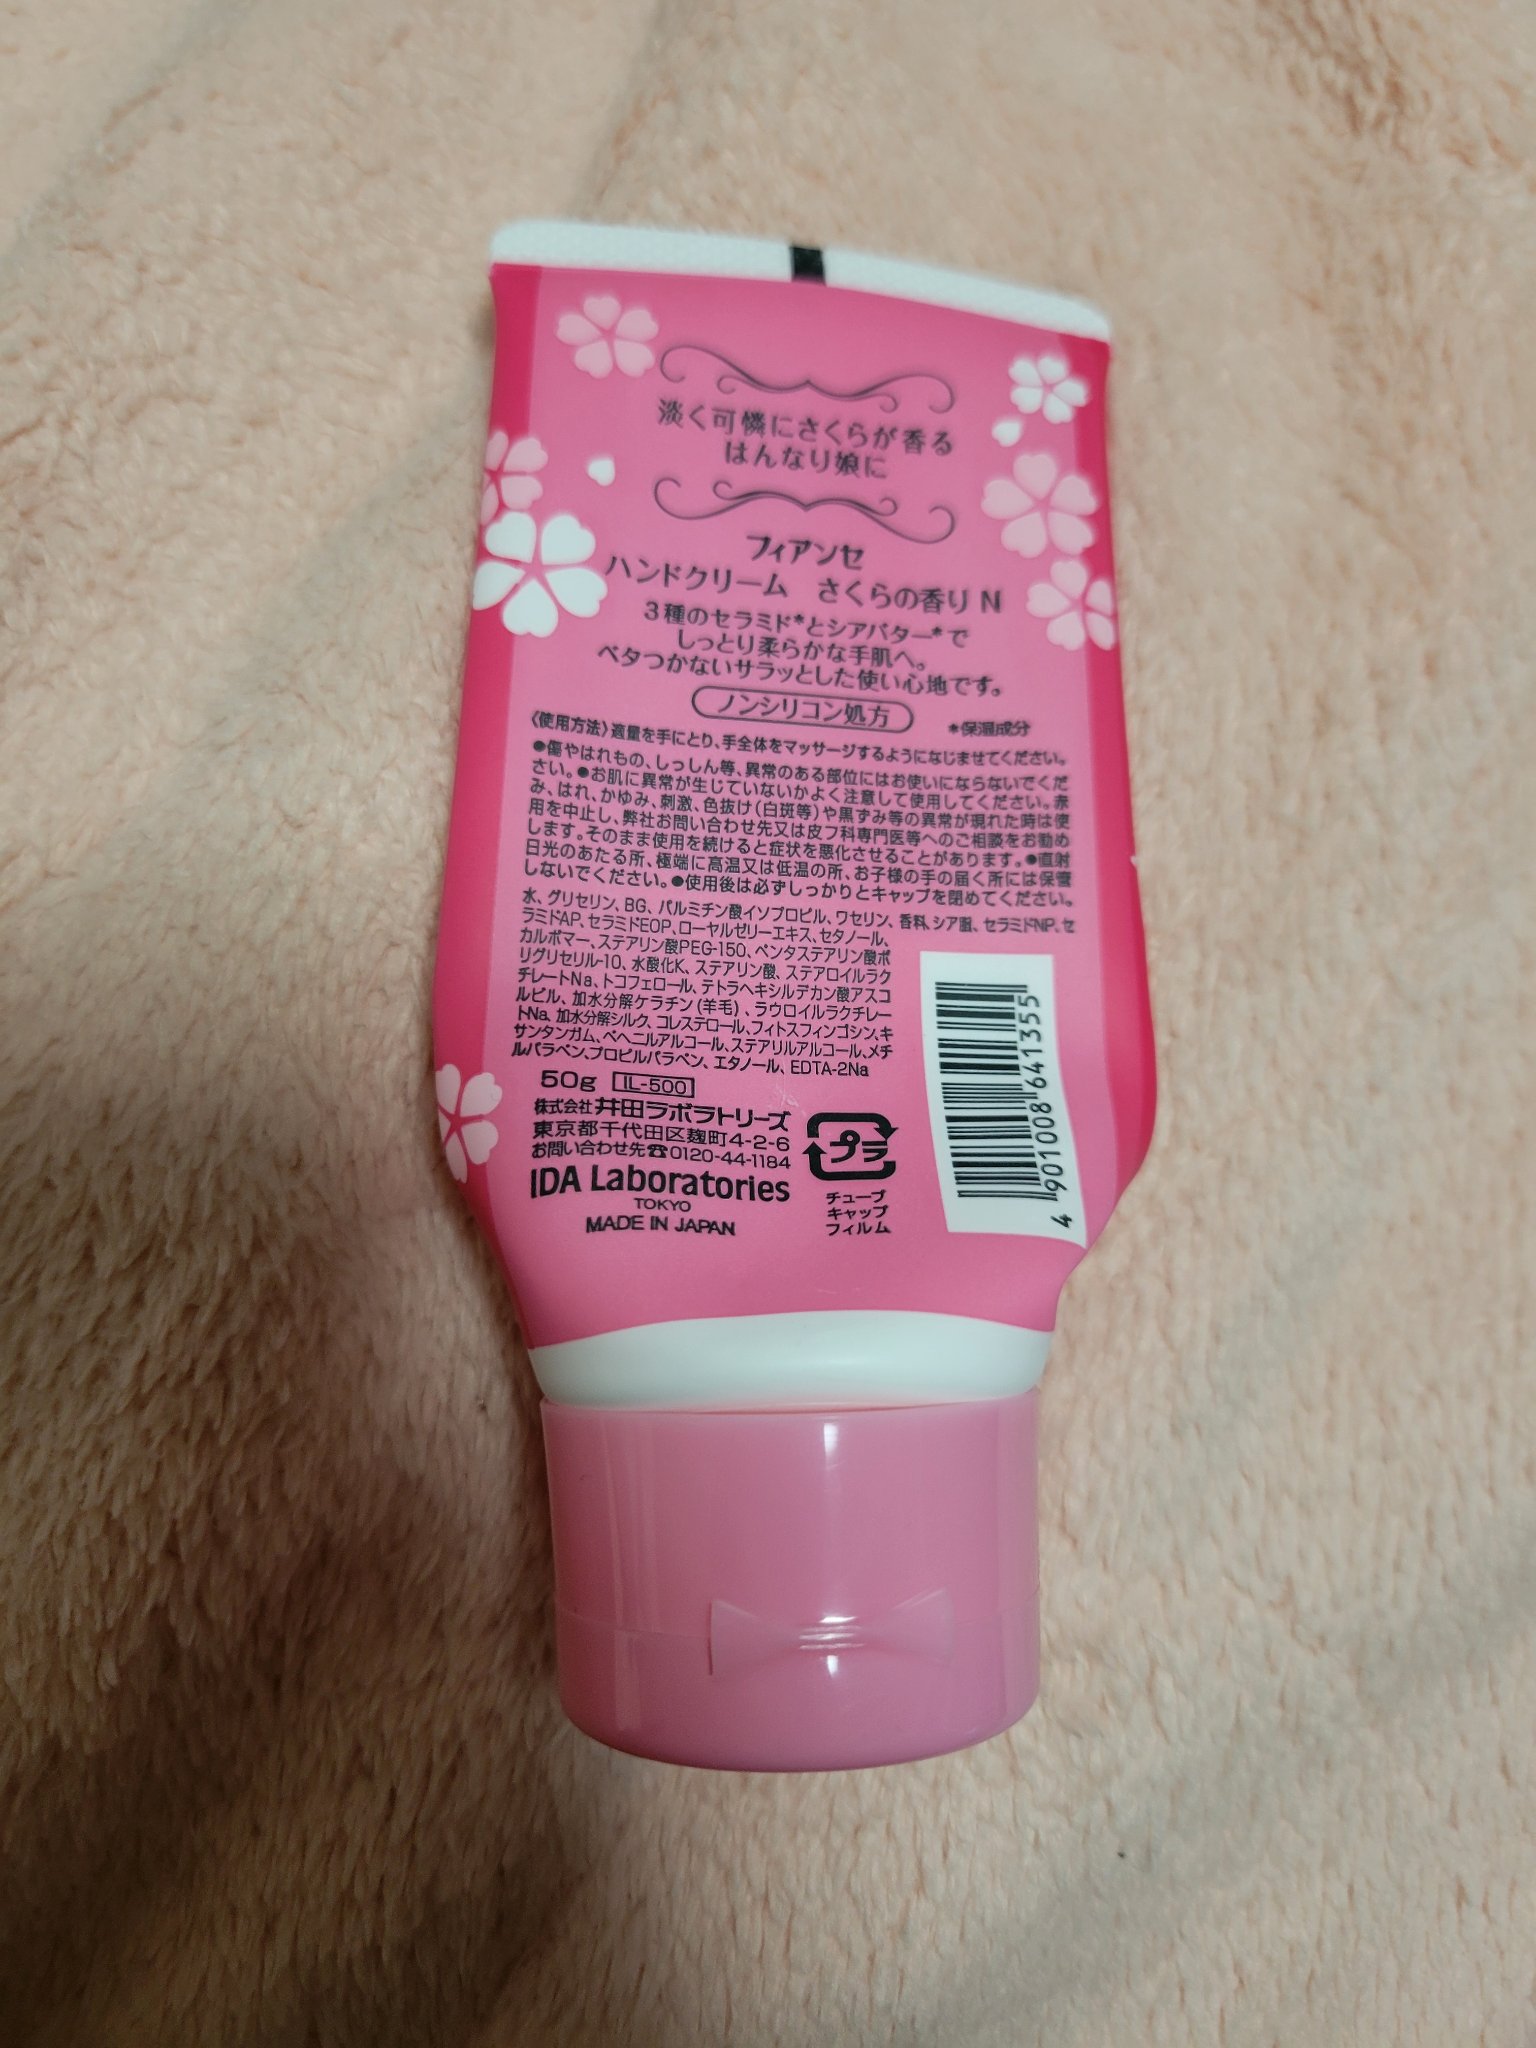 淡く可憐にさくらが香る
はんなり娘に
フィアンセ
ハンドクリーム さくらの香り N
3種のセラミド*とシアバター*で
しっとり柔らかな手肌へ。
ベタつかないサラッとした使い心地です。
ノンシリコン処方 *保湿成分
〈使用方法〉適量を手にとり、手全体をマッサージするようになじませてください。
●傷やはれもの、しっしん等、異常のある部位にはお使いにならないでくだ
さい。●お肌に異常が生じていないかよく注意して使用してください。赤
み、はれ、かゆみ、刺激、色抜け(白斑等)や黒ずみ等の異常が現れた時は使
用を中止し、弊社お問い合わせ先又は皮フ科専門医等へのご相談をお勧め
します。そのまま使用を続けると症状を悪化させることがあります。●直射
日光のあたる所、極端に高温又は低温の所、お子様の手の届く所には保管
しないでください。●使用後は必ずしっかりとキャップを閉めてください。
水、グリセリン、BG、パルミチン酸イソプロピル、ワセリン、香料、シア脂、セラミドNP、セ
ラミドAP、セラミドEOP、ローヤルゼリーエキス、セタノール、
カルボマー、ステアリン酸PEG-150、ペンタステアリン酸ポ
リグリセリル-10、水酸化K、ステアリン酸、ステアロイルラク
チレートNa、トコフェロール、テトラヘキシルデカン酸アスコ
ルビル、加水分解ケラチン(羊毛)、ラウロイルラクチレー
トNa、加水分解シルク、コレステロール、フィトスフィンゴシン、キ
サンタンガム、ベヘニルアルコール、ステアリルアルコール、メチ
ルパラベン、プロピルパラベン、エタノール、EDTA-2Na
50g IL-500
株式会社 井田ラボラトリーズ
東京都千代田区麹町4-2-6
お問い合わせ先☎0120-44-1184
IDA Laboratories
TOKYO
MADE IN JAPAN
プラ
チューブ
キャップ
フィルム
4 901008 641355